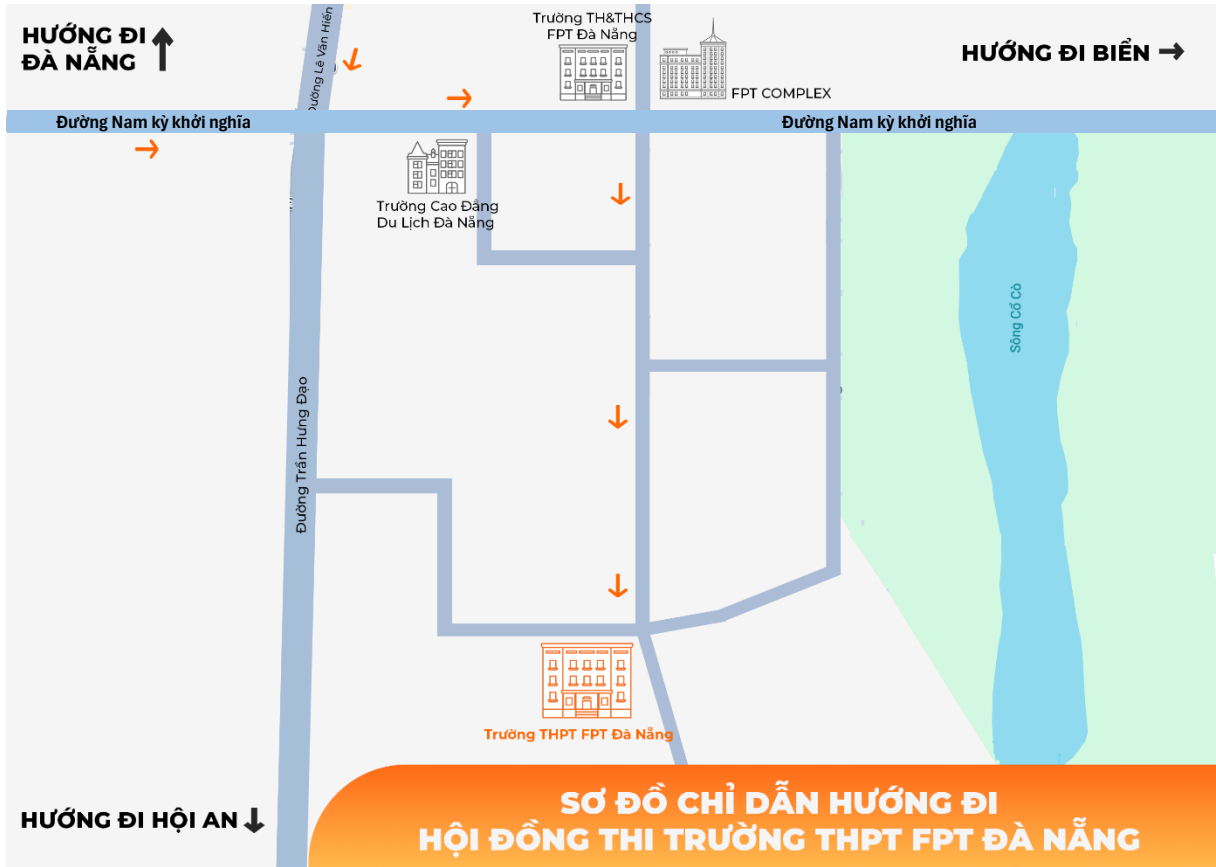 HƯỚNG ĐI
ĐÀ NẴNG
Đường Lê Văn Hiến
Trường TH&THCS
FPT Đà Nẵng
FPT COMPLEX
HƯỚNG ĐI BIỂN
Đường Nam kỳ khởi nghĩa
Đường Nam kỳ khởi nghĩa
Trường Cao Đẳng
Du Lịch Đà Nẵng
Sông Cổ Cò
Đường Trần Hưng Đạo
Trường THPT FPT Đà Nẵng
HƯỚNG ĐI HỘI AN
SƠ ĐỒ CHỈ DẪN HƯỚNG ĐI
HỘI ĐỒNG THI TRƯỜNG THPT FPT ĐÀ NẴNG